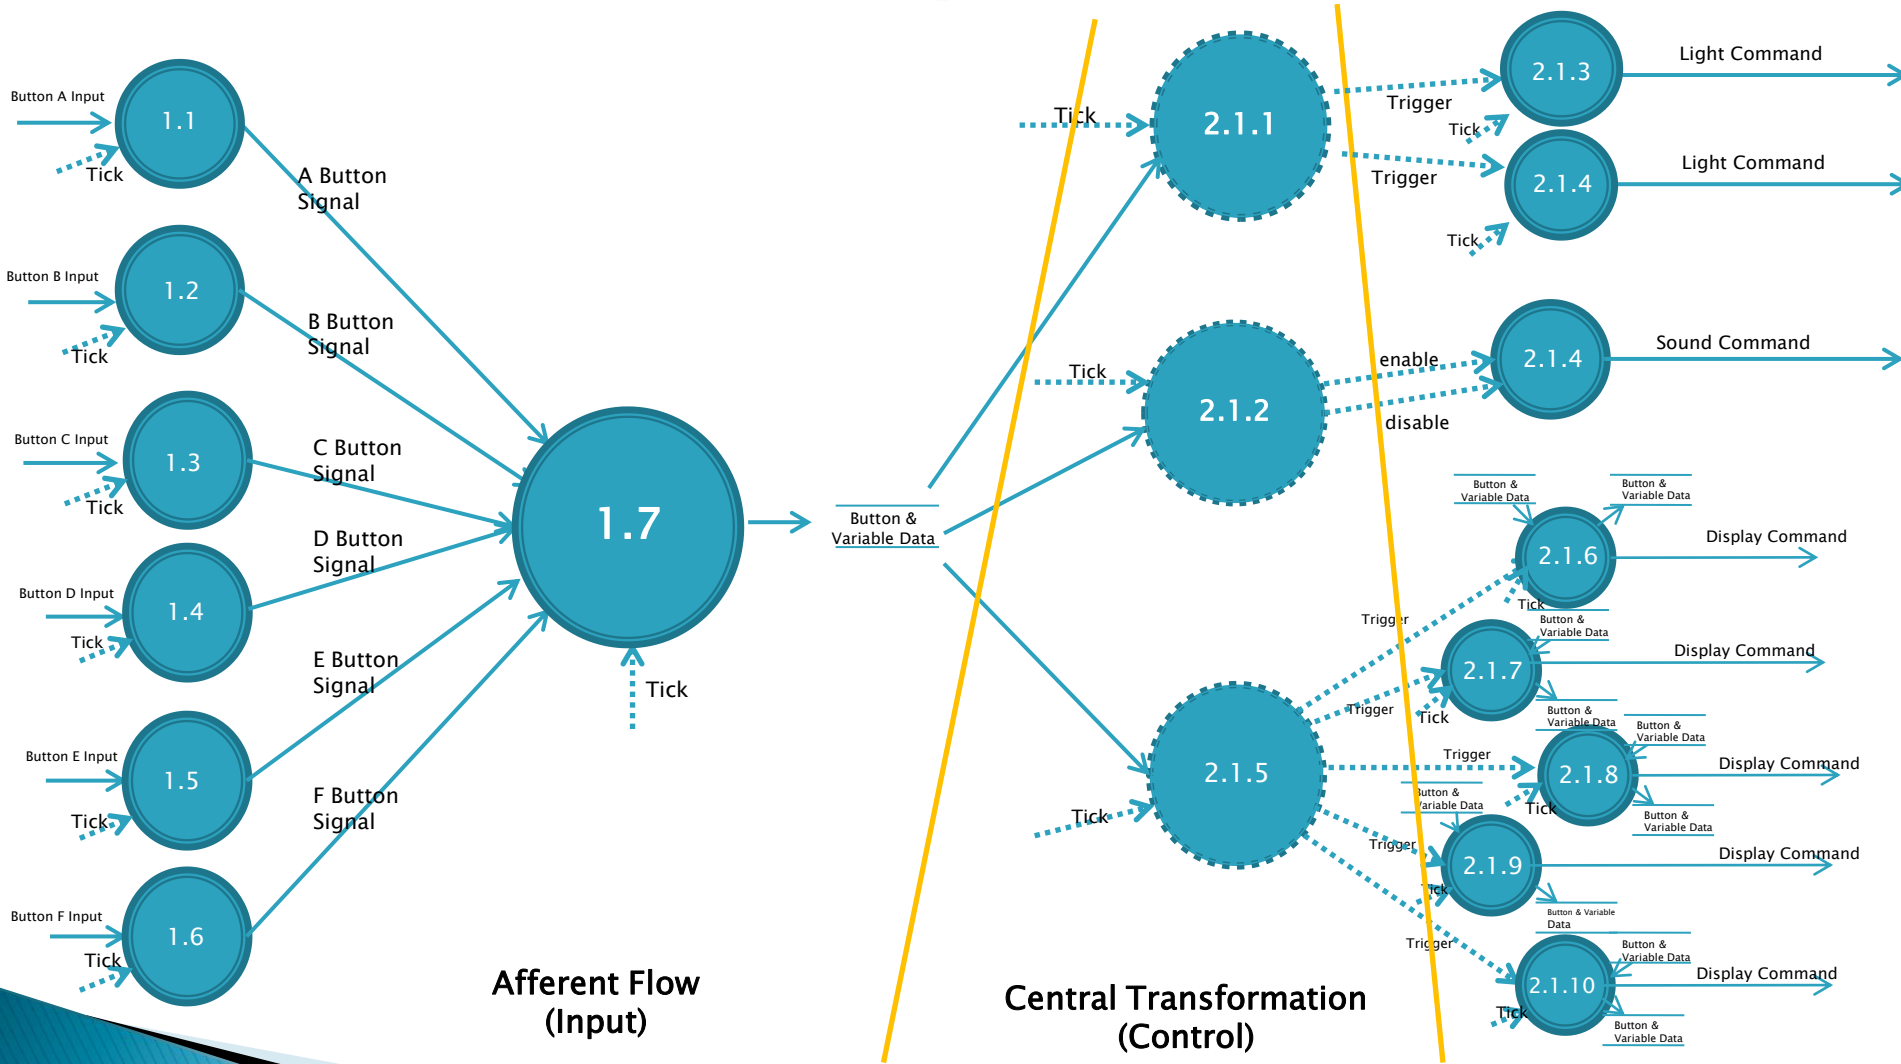 Button A Input
Tick
1.1
A Button
Signal
Button B Input
Tick
1.2
B Button
Signal
Button C Input
Tick
1.3
C Button
Signal
Button D Input
Tick
1.4
D Button
Signal
Button E Input
Tick
1.5
E Button
Signal
Button F Input
Tick
1.6
F Button
Signal
1.7
Tick
Button &
Variable Data
Afferent Flow
(Input)
Tick
2.1.1
Tick
2.1.2
Tick
2.1.5
Central Transformation
(Control)
Trigger
Tick
2.1.3
Light Command
Trigger
Tick
2.1.4
Light Command
enable
disable
2.1.4
Sound Command
Button &
Variable Data
Button &
Variable Data
Trigger
Tick
2.1.6
Display Command
Button &
Variable Data
Trigger
Tick
2.1.7
Display Command
Button &
Variable Data
Button &
Variable Data
Trigger
Tick
2.1.8
Display Command
Button &
Variable Data
Button &
Variable Data
Trigger
Tick
2.1.9
Display Command
Button & Variable
Data
Button &
Variable Data
Trigger
Tick
2.1.10
Display Command
Button &
Variable Data